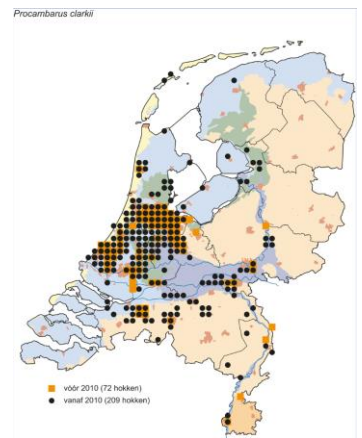 Procambarus clarkii
vóór 2010 (72 hokken)
vanaf 2010 (209 hokken)